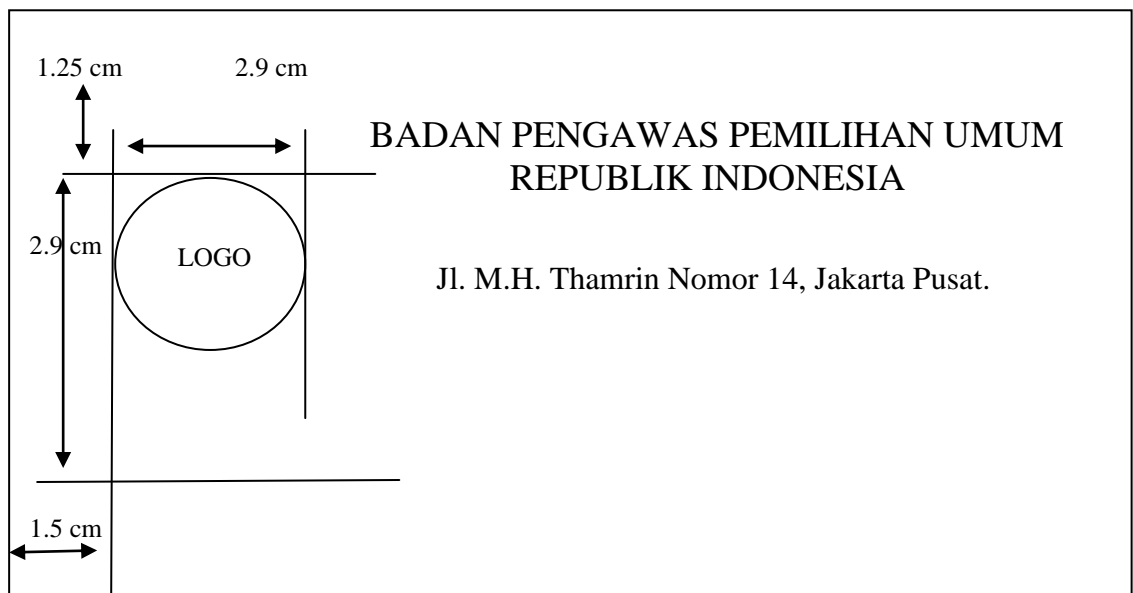 1.25 cm
2.9 cm
BADAN PENGAWAS PEMILIHAN UMUM
REPUBLIK INDONESIA
2.9 cm
LOGO
Jl. M.H. Thamrin Nomor 14, Jakarta Pusat.
1.5 cm